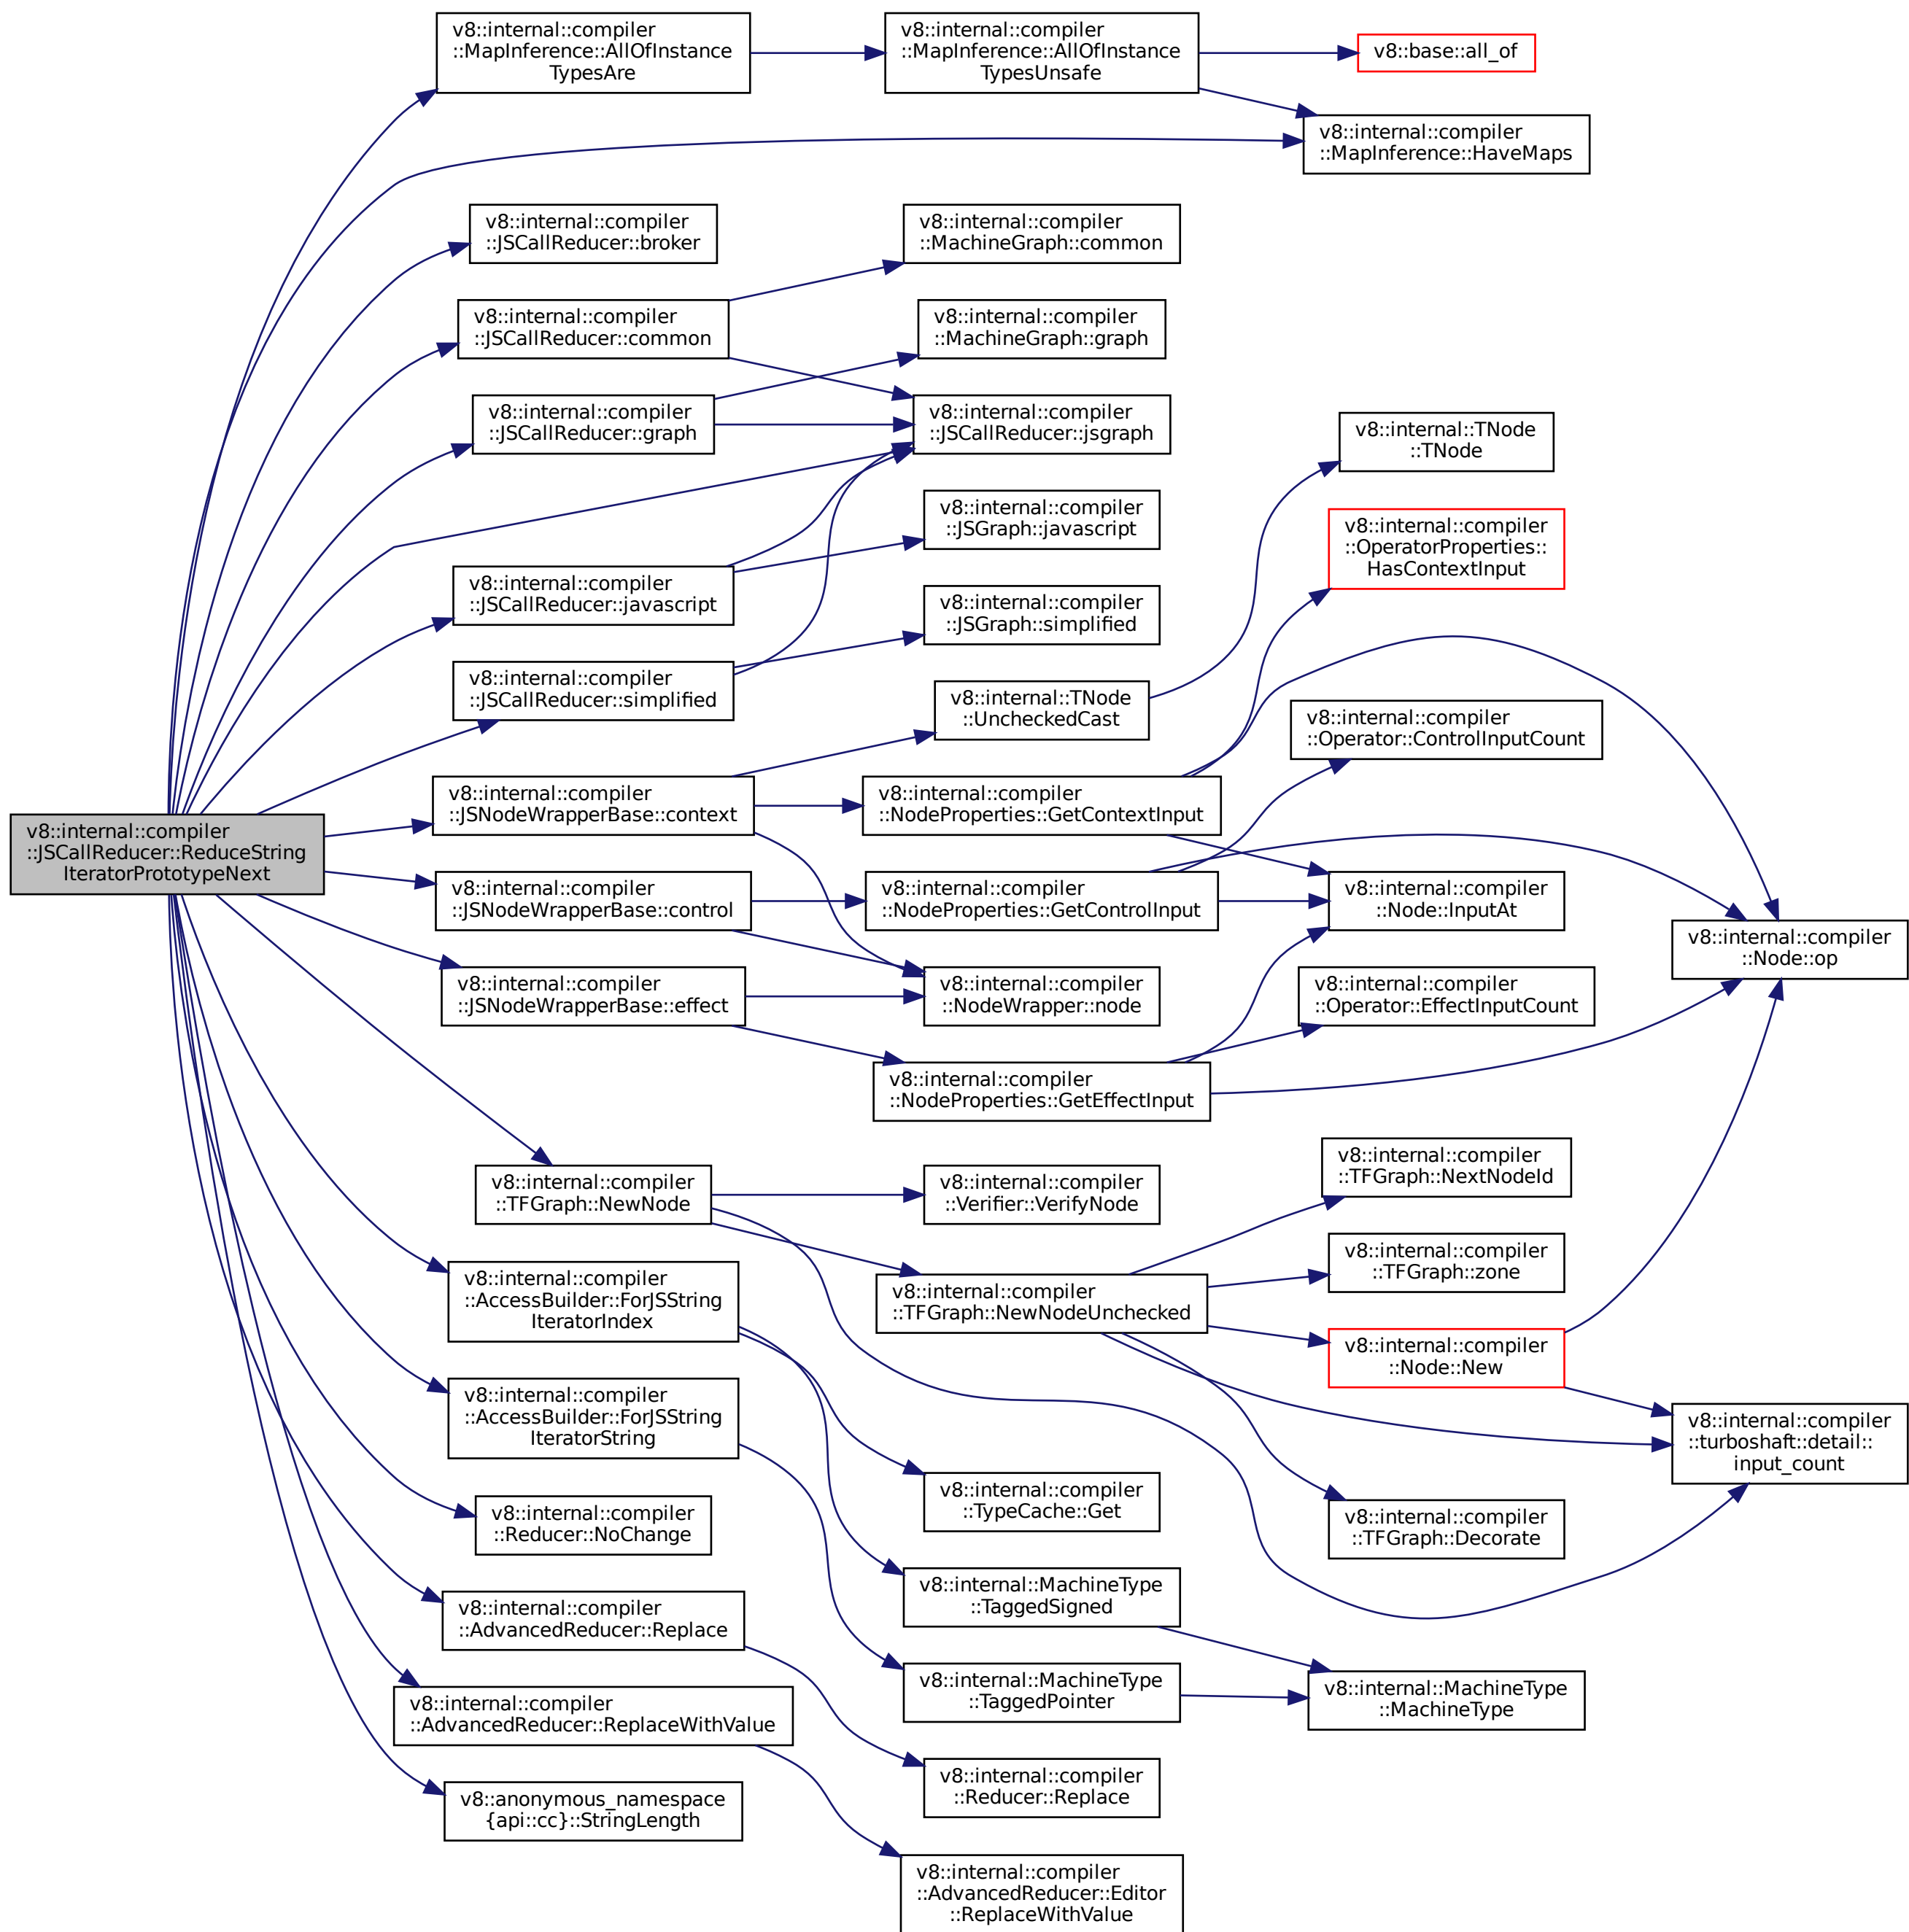 v8::internal::compiler
::MapInference::AllOfInstance
TypesAre
v8::internal::compiler
::MapInference::AllOfInstance
TypesUnsafe
v8::base::all_of
v8::internal::compiler
::MapInference::HaveMaps
v8::internal::compiler
::JSCallReducer::broker
v8::internal::compiler
::MachineGraph::common
v8::internal::compiler
::JSCallReducer::common
v8::internal::compiler
::MachineGraph::graph
v8::internal::compiler
::JSCallReducer::graph
v8::internal::compiler
::JSCallReducer::jsgraph
v8::internal::TNode
::TNode
v8::internal::compiler
::JSGraph::javascript
v8::internal::compiler
::OperatorProperties::
HasContextInput
v8::internal::compiler
::JSCallReducer::javascript
v8::internal::compiler
::JSGraph::simplified
v8::internal::compiler
::JSCallReducer::simplified
v8::internal::TNode
::UncheckedCast
v8::internal::compiler
::Operator::ControlInputCount
v8::internal::compiler
::JSNodeWrapperBase::context
v8::internal::compiler
::NodeProperties::GetContextInput
v8::internal::compiler
::JSCallReducer::ReduceString
IteratorPrototypeNext
v8::internal::compiler
::JSNodeWrapperBase::control
v8::internal::compiler
::NodeProperties::GetControlInput
v8::internal::compiler
::Node::InputAt
v8::internal::compiler
::Node::op
v8::internal::compiler
::JSNodeWrapperBase::effect
v8::internal::compiler
::NodeWrapper::node
v8::internal::compiler
::Operator::EffectInputCount
v8::internal::compiler
::NodeProperties::GetEffectInput
v8::internal::compiler
::TFGraph::NextNodeId
v8::internal::compiler
::TFGraph::NewNode
v8::internal::compiler
::Verifier::VerifyNode
v8::internal::compiler
::TFGraph::zone
v8::internal::compiler
::AccessBuilder::ForJSString
IteratorIndex
v8::internal::compiler
::TFGraph::NewNodeUnchecked
v8::internal::compiler
::Node::New
v8::internal::compiler
::AccessBuilder::ForJSString
IteratorString
v8::internal::compiler
::turboshaft::detail::
input_count
v8::internal::compiler
::TypeCache::Get
v8::internal::compiler
::Reducer::NoChange
v8::internal::compiler
::TFGraph::Decorate
v8::internal::MachineType
::TaggedSigned
v8::internal::compiler
::AdvancedReducer::Replace
v8::internal::MachineType
::TaggedPointer
v8::internal::MachineType
::MachineType
v8::internal::compiler
::AdvancedReducer::ReplaceWithValue
v8::internal::compiler
::Reducer::Replace
v8::anonymous_namespace
{api::cc}::StringLength
v8::internal::compiler
::AdvancedReducer::Editor
::ReplaceWithValue